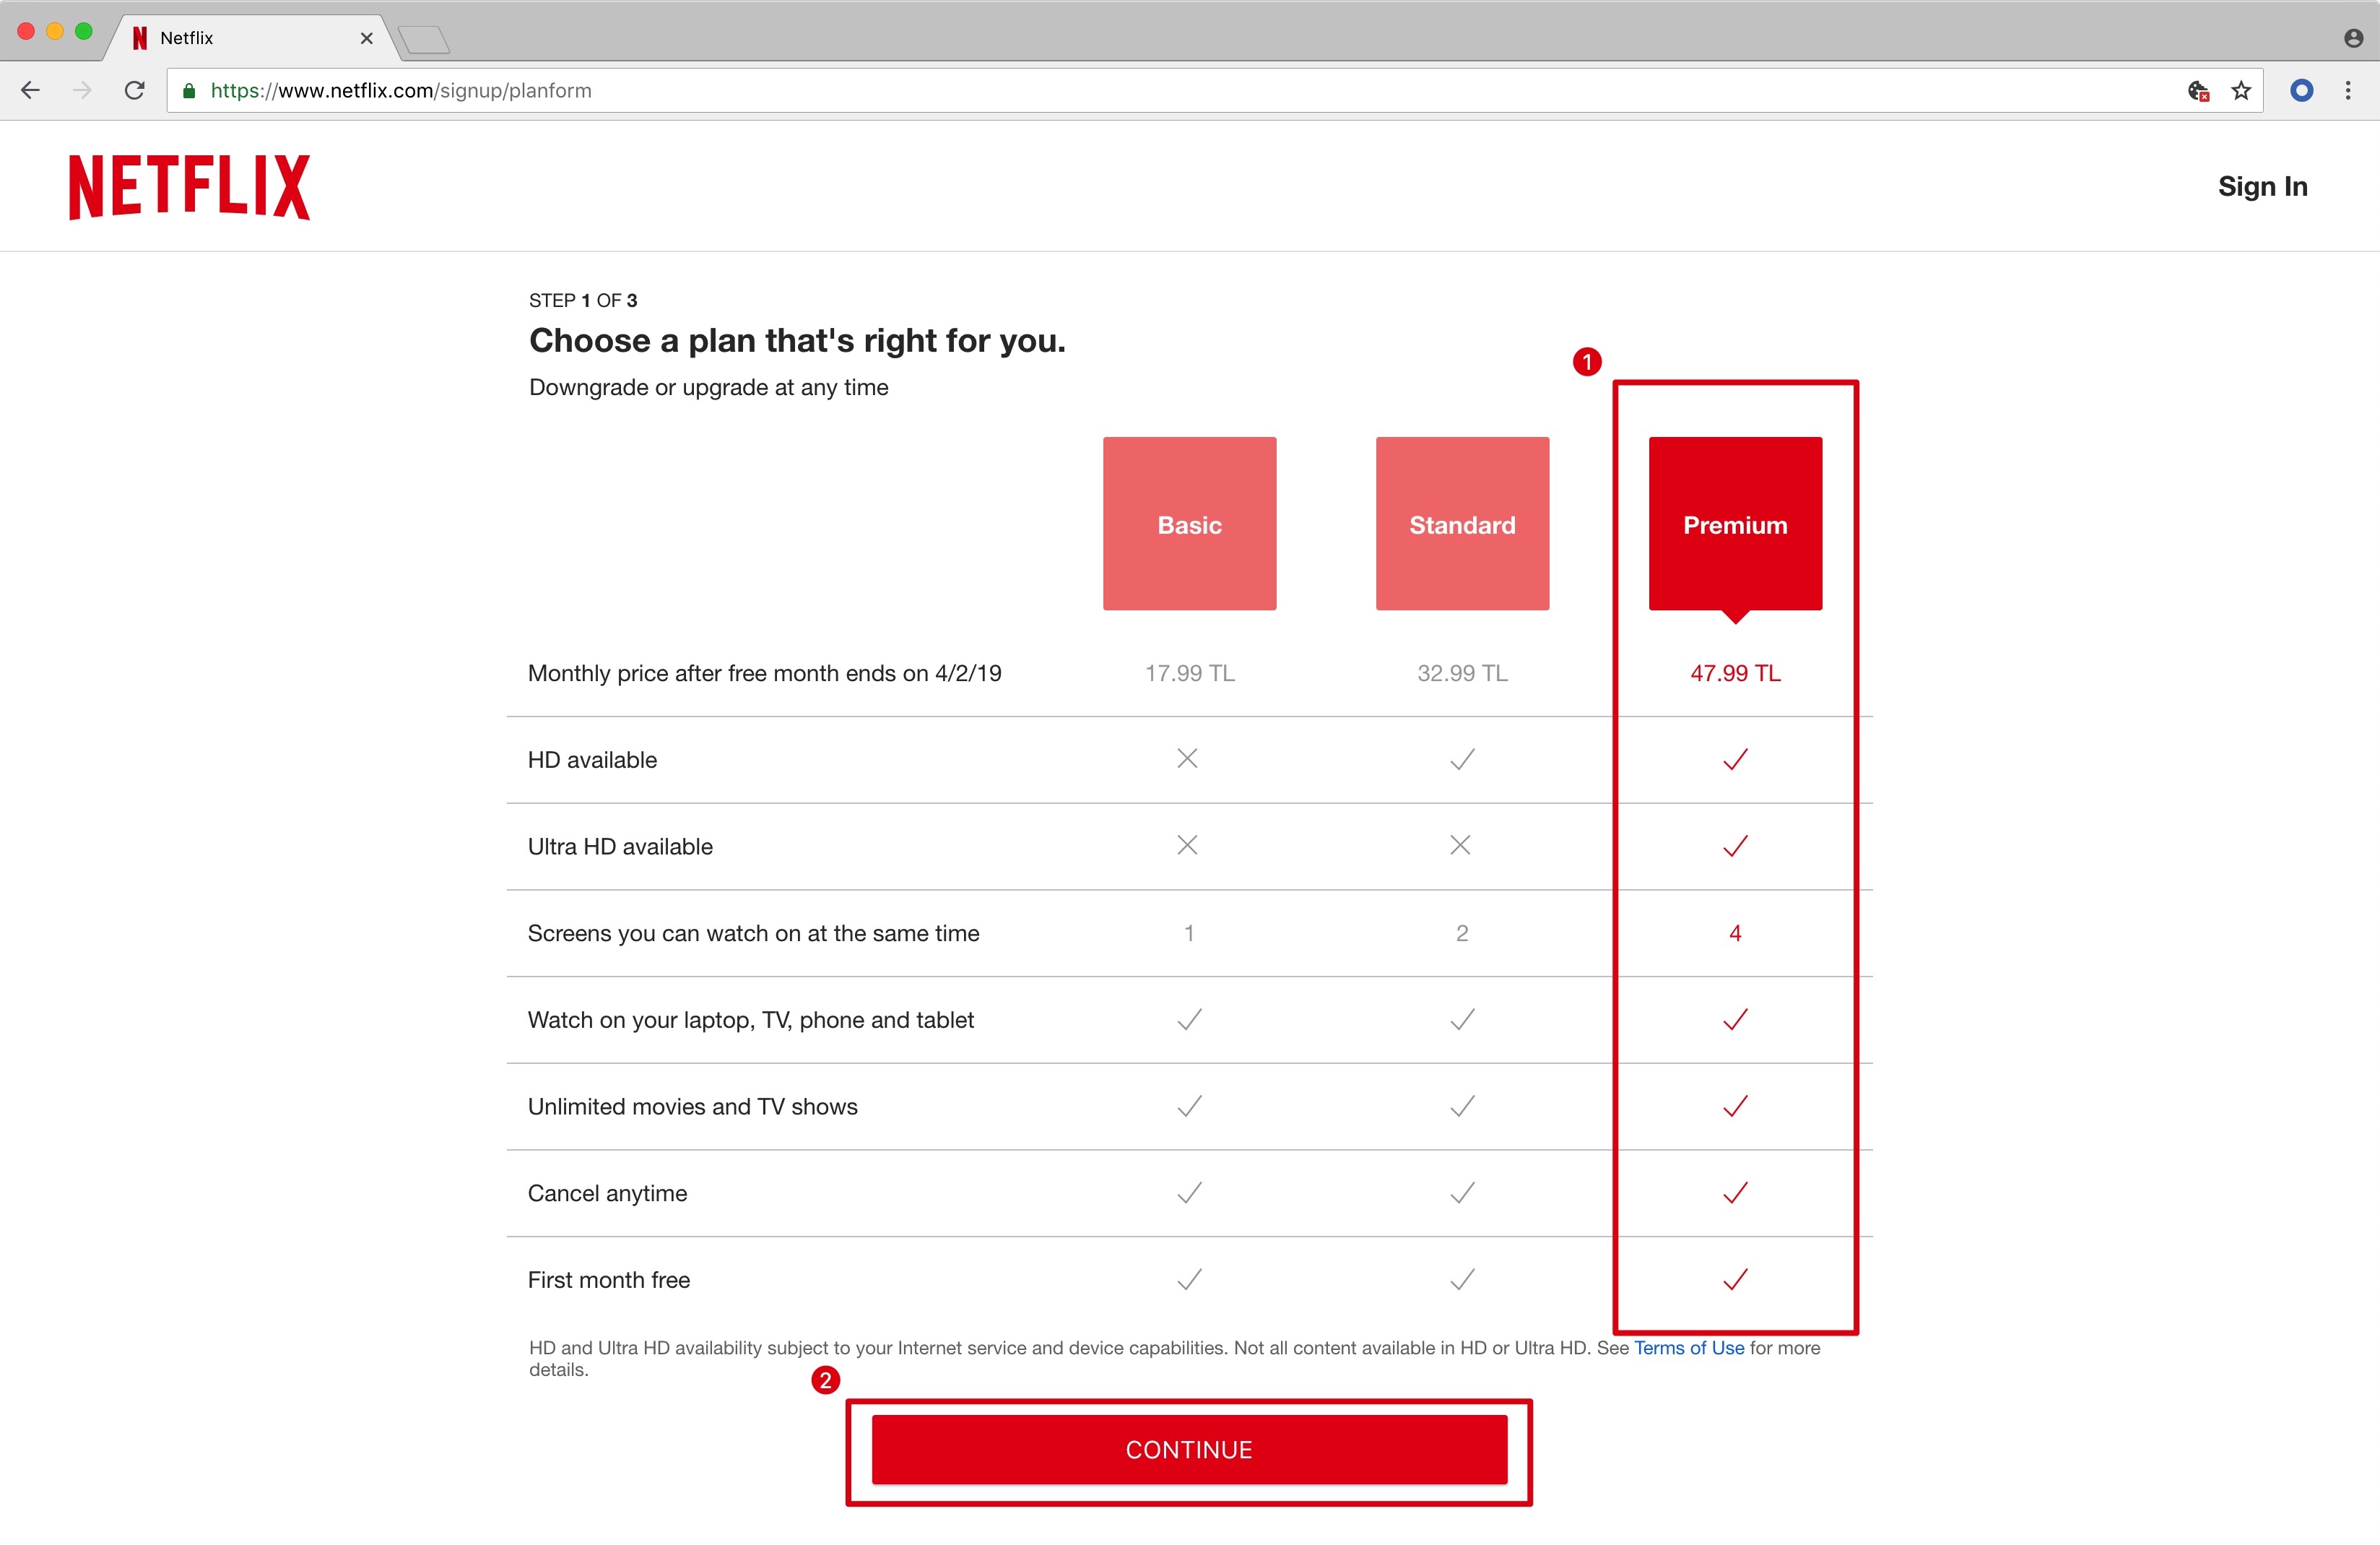 Netflix
https://www.netflix.com/signup/planform
NETFLIX
Sign In
STEP 1 OF 3
Choose a plan that's right for you.
Downgrade or upgrade at any time
1
Basic Standard Premium
Monthly price after free month ends on 4/2/19 17.99 TL 32.99 TL 47.99 TL
HD available
Ultra HD available
Screens you can watch on at the same time 1 2 4
Watch on your laptop, TV, phone and tablet
Unlimited movies and TV shows
Cancel anytime
First month free
HD and Ultra HD availability subject to your Internet service and device capabilities. Not all content available in HD or Ultra HD. See Terms of Use for more
details.
2
CONTINUE